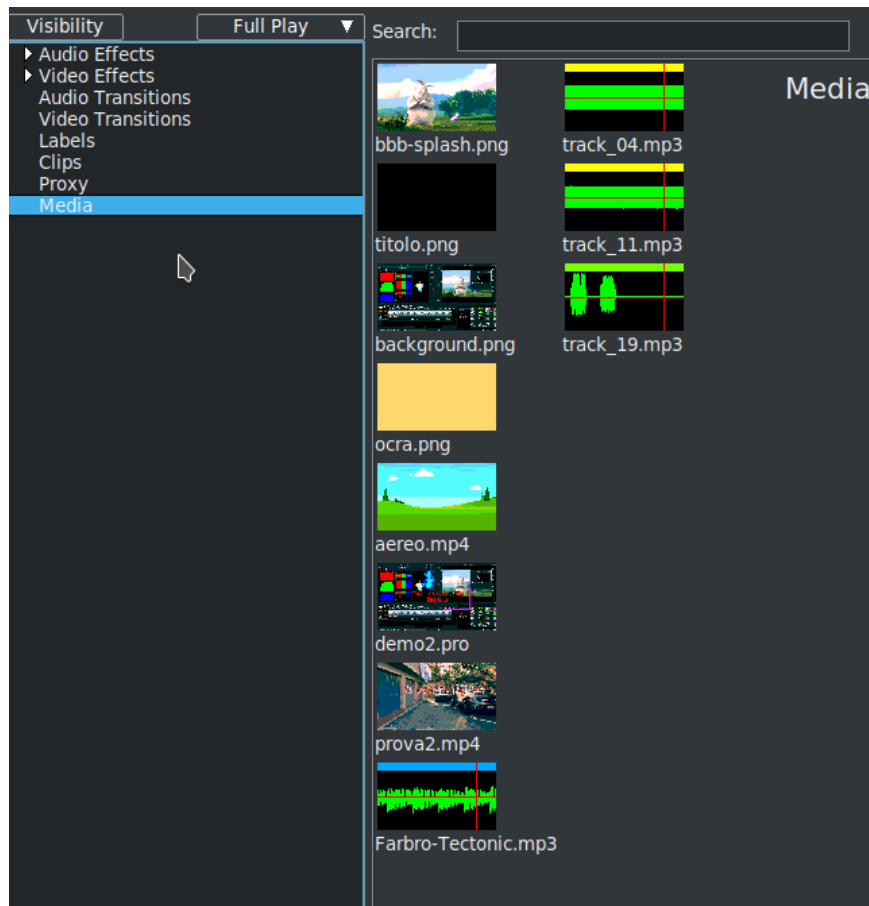 Visibility
Full Play
Audio Effects
Video Effects
Audio Transitions
Video Transitions
Labels
Clips
Proxy
Media
Search:
Media
bbb-splash.png
titolo.png
background.png
ocra.png
aereo.mp4
demo2.pro
prova2.mp4
Farbro-Tectonic.mp3
track_04.mp3
track_11.mp3
track_19.mp3